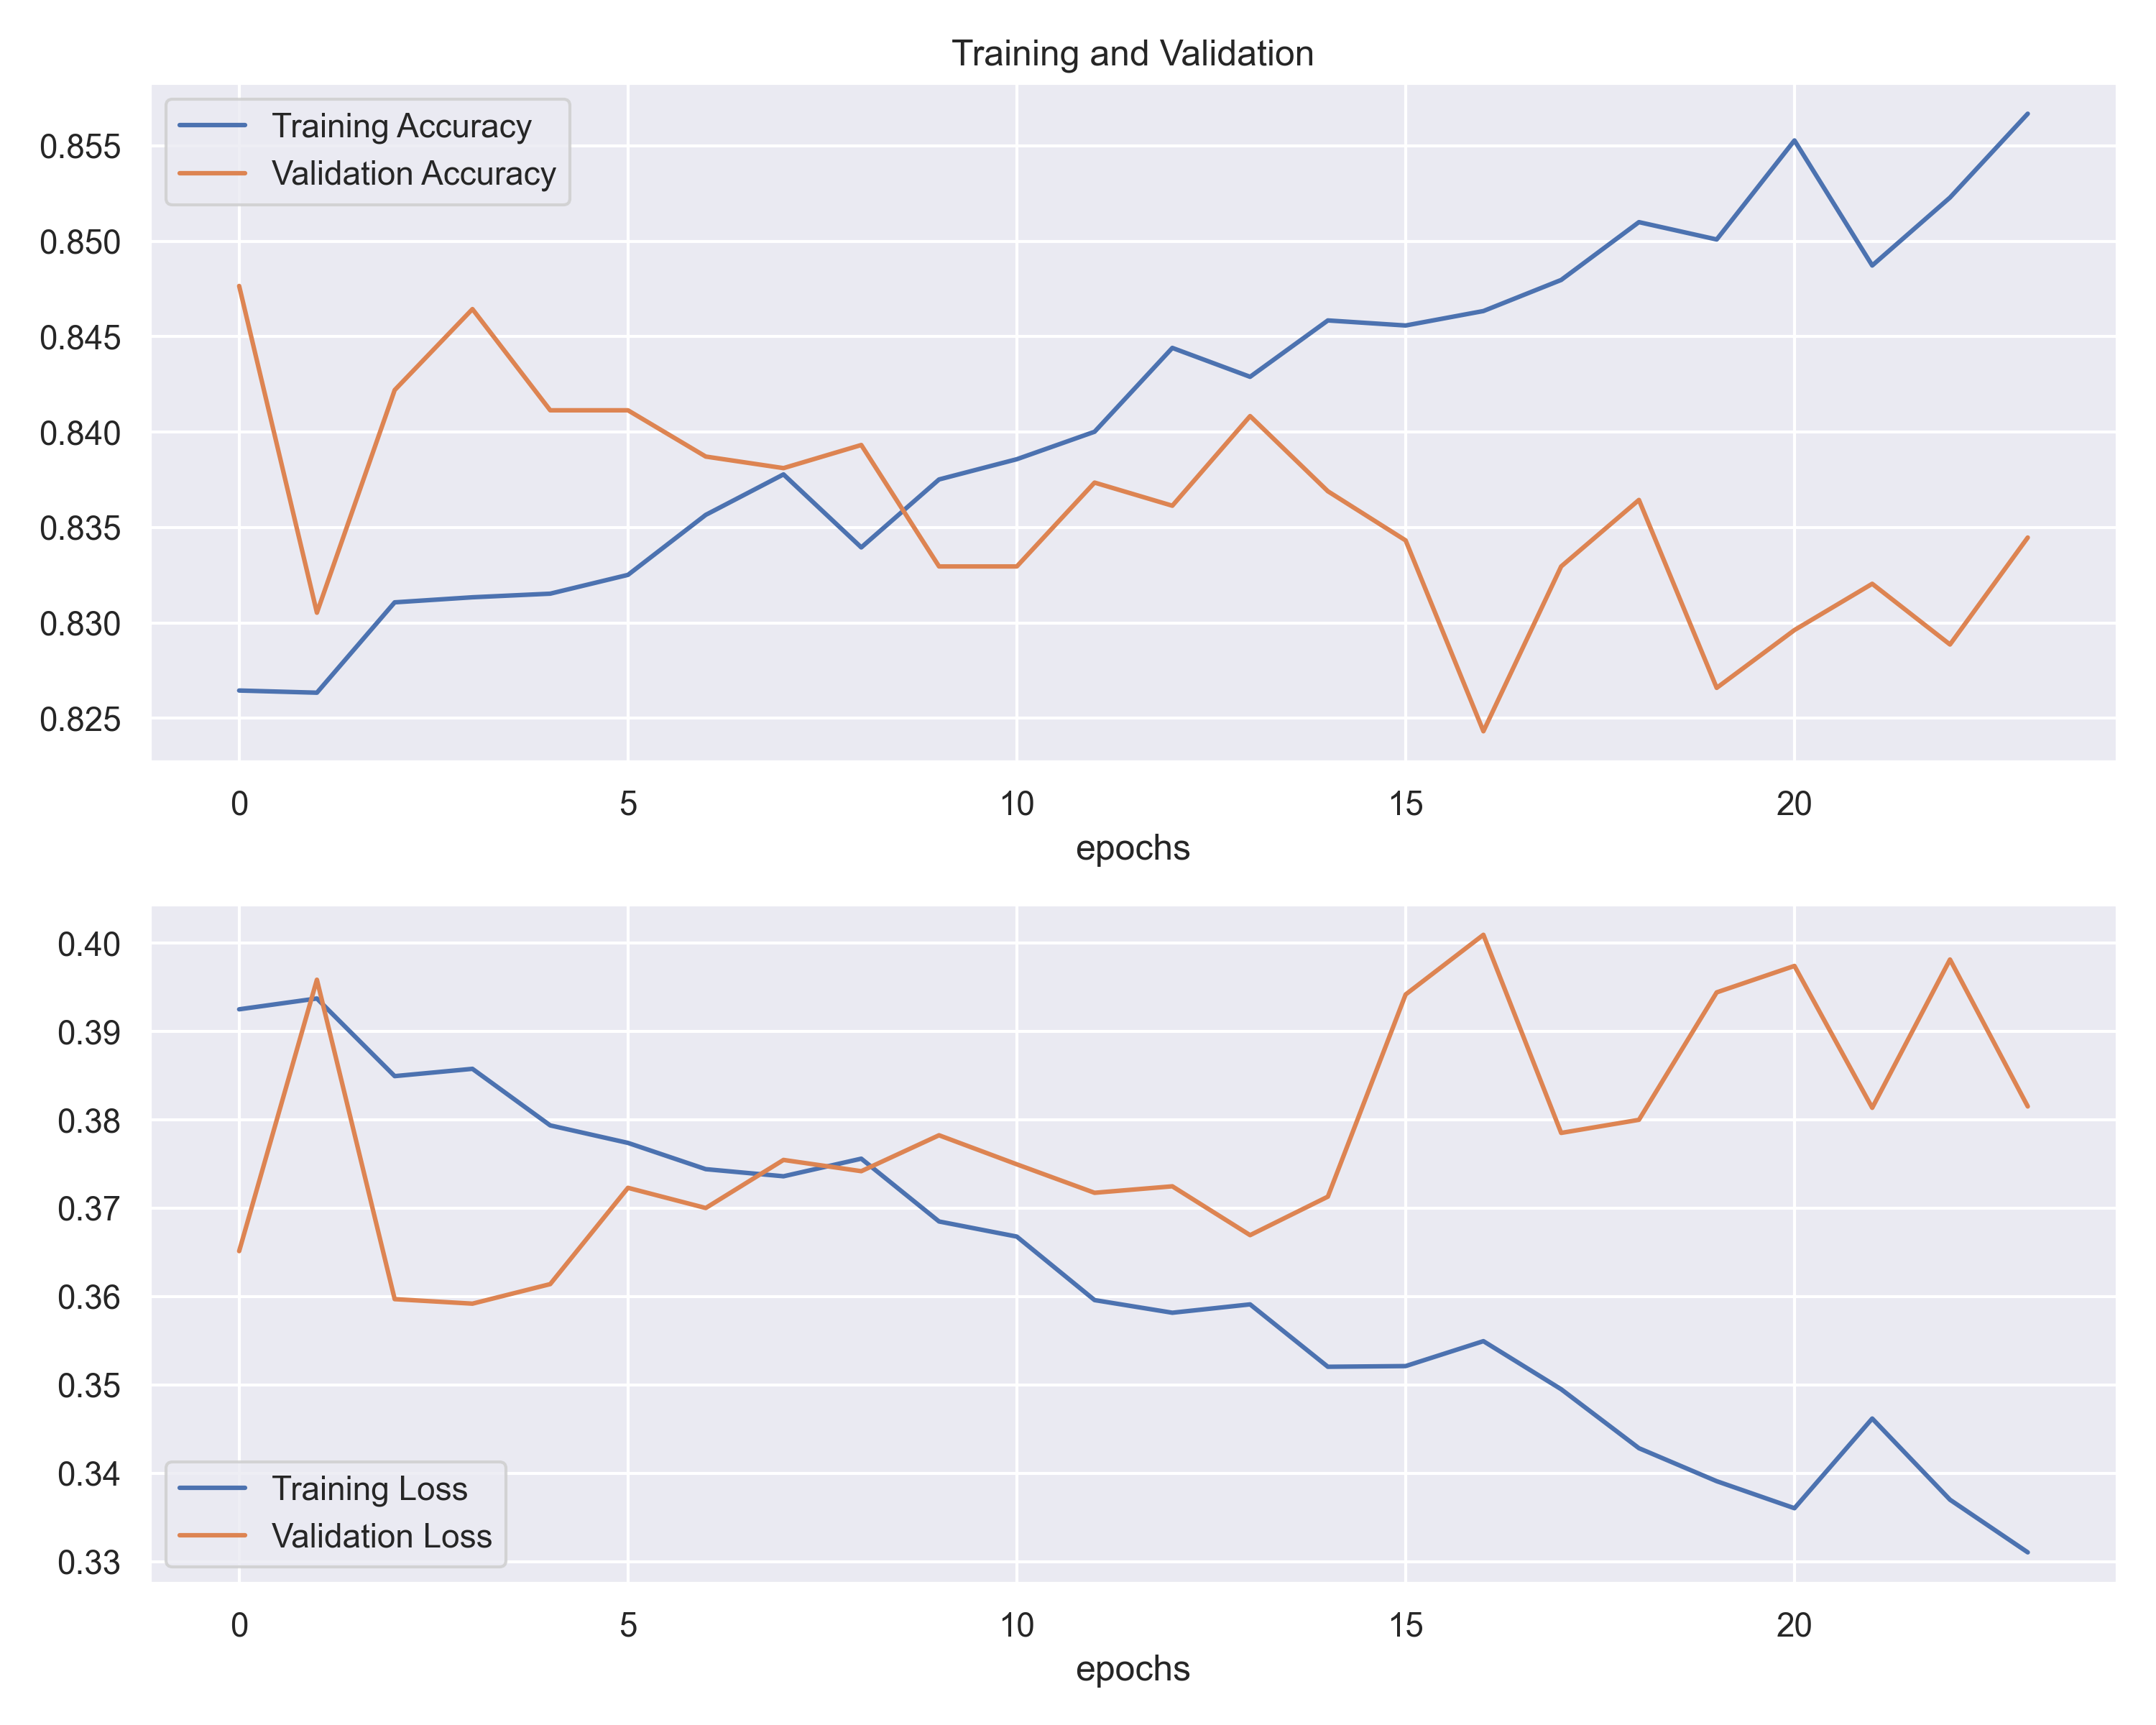 Training and Validation
Training Accuracy
Validation Accuracy
0.855
0.850
0.845
0.840
0.835
0.830
0.825
0 5 10 15 20
epochs
0.40
0.39
0.38
0.37
0.36
0.35
0.34
0.33
Training Loss
Validation Loss
0 5 10 15 20
epochs